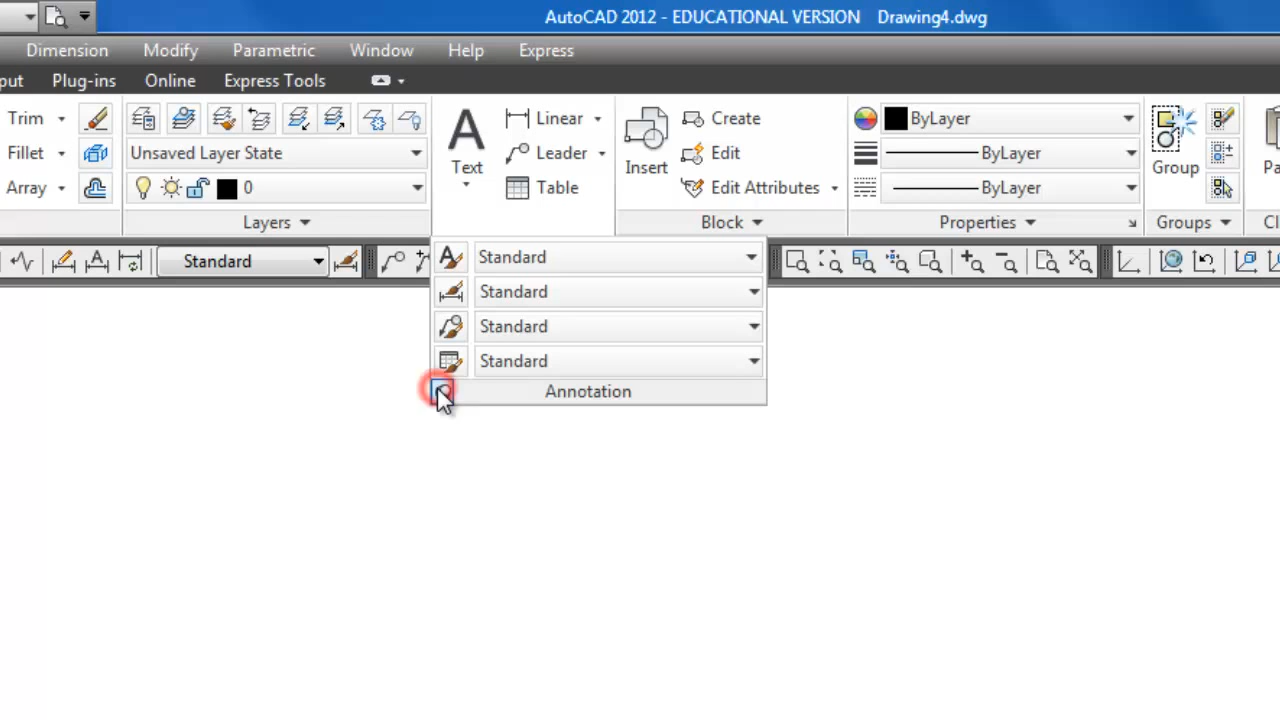 AutoCAD 2012 - EDUCATIONAL VERSION Drawing4.dwg
Dimension Modify Parametric Window Help Express
put Plug-ins Online Express Tools
Trim
Fillet
Array
Unsaved Layer State
0
Layers
Text
Linear
Leader
Table
Insert
Create
Edit
Edit Attributes
Block
ByLayer
ByLayer
ByLayer
Properties
Group
Groups
Standard
Standard
Standard
Standard
Standard
Annotation